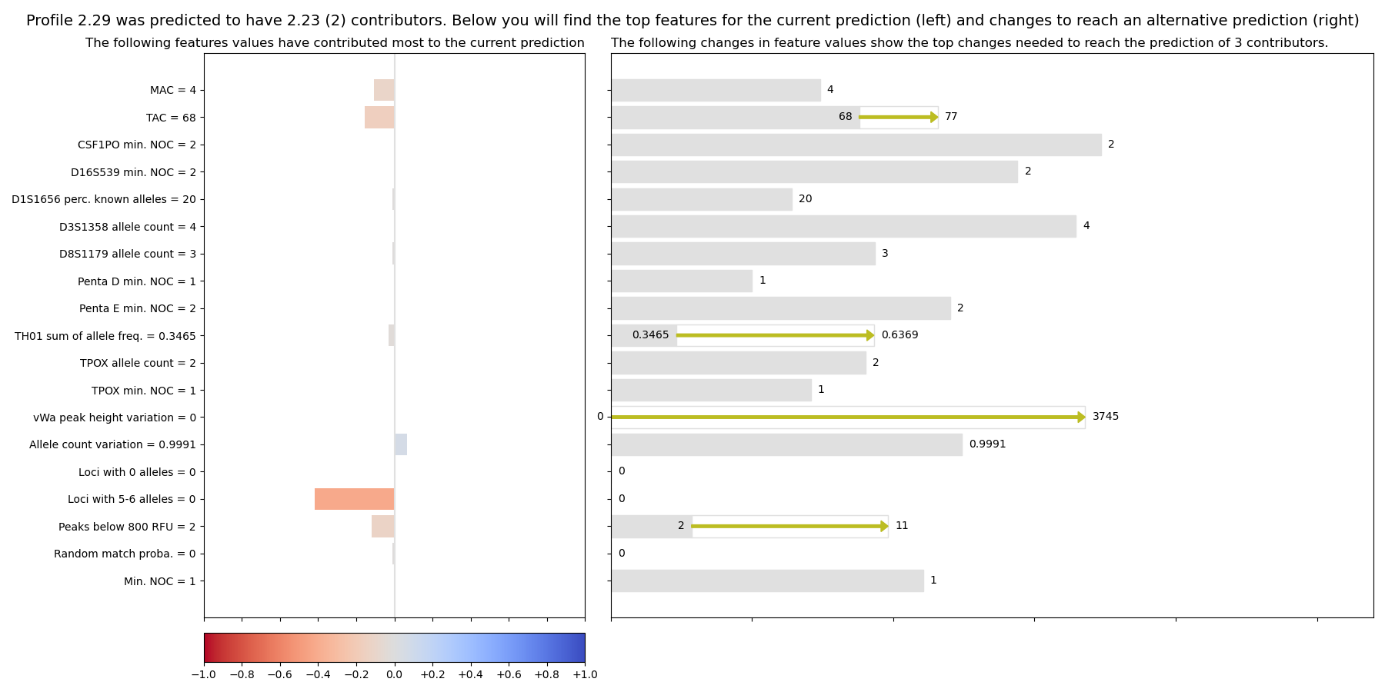 Profile 2.29 was predicted to have 2.23 (2) contributors. Below you will find the top features for the current prediction (left) and changes to reach an alternative prediction (right)
The following features values have contributed most to the current prediction
The following changes in feature values show the top changes needed to reach the prediction of 3 contributors.
MAC = 4
4
TAC = 68
68
77
CSF1PO min. NOC = 2
2
D16S539 min. NOC = 2
2
D1S1656 perc. known alleles = 20
20
D3S1358 allele count = 4
4
D8S1179 allele count = 3
3
Penta D min. NOC = 1
1
Penta E min. NOC = 2
2
TH01 sum of allele freq. = 0.3465
0.3465
0.6369
TPOX allele count = 2
2
TPOX min. NOC = 1
1
vWa peak height variation = 0
0
3745
Allele count variation = 0.9991
0.9991
Loci with 0 alleles = 0
0
Loci with 5-6 alleles = 0
0
Peaks below 800 RFU = 2
2
11
Random match proba. = 0
0
Min. NOC = 1
1
−1.0 −0.8 −0.6 −0.4 −0.2 0.0 +0.2 +0.4 +0.6 +0.8 +1.0